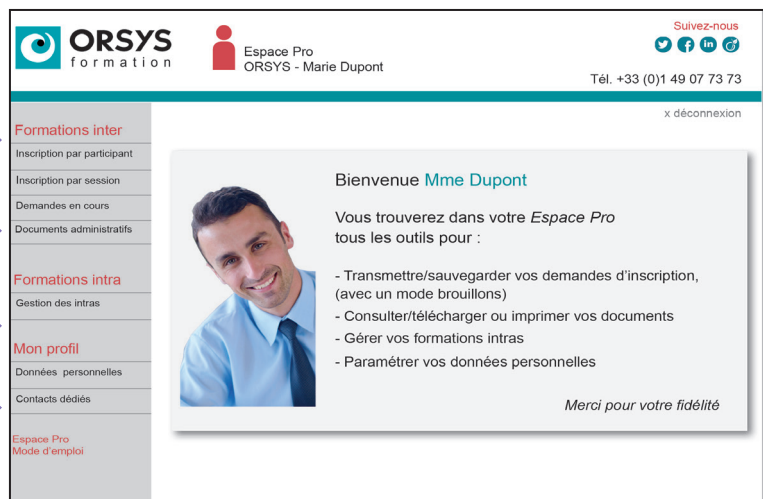 ORSYS
formation
Espace Pro
ORSYS - Marie Dupont
Suivez-nous
Tél. +33 (0)1 49 07 73 73
x déconnexion
Formations inter
Inscription par participant
Inscription par session
Demandes en cours
Documents administratifs
Formations intra
Gestion des intras
Mon profil
Données personnelles
Contacts dédiés
Espace Pro
Mode d'emploi
Bienvenue Mme Dupont
Vous trouverez dans votre Espace Pro
tous les outils pour :
- Transmettre/sauvegarder vos demandes d'inscription,
(avec un mode brouillons)
- Consulter/télécharger ou imprimer vos documents
- Gérer vos formations intras
- Paramétrer vos données personnelles
Merci pour votre fidélité